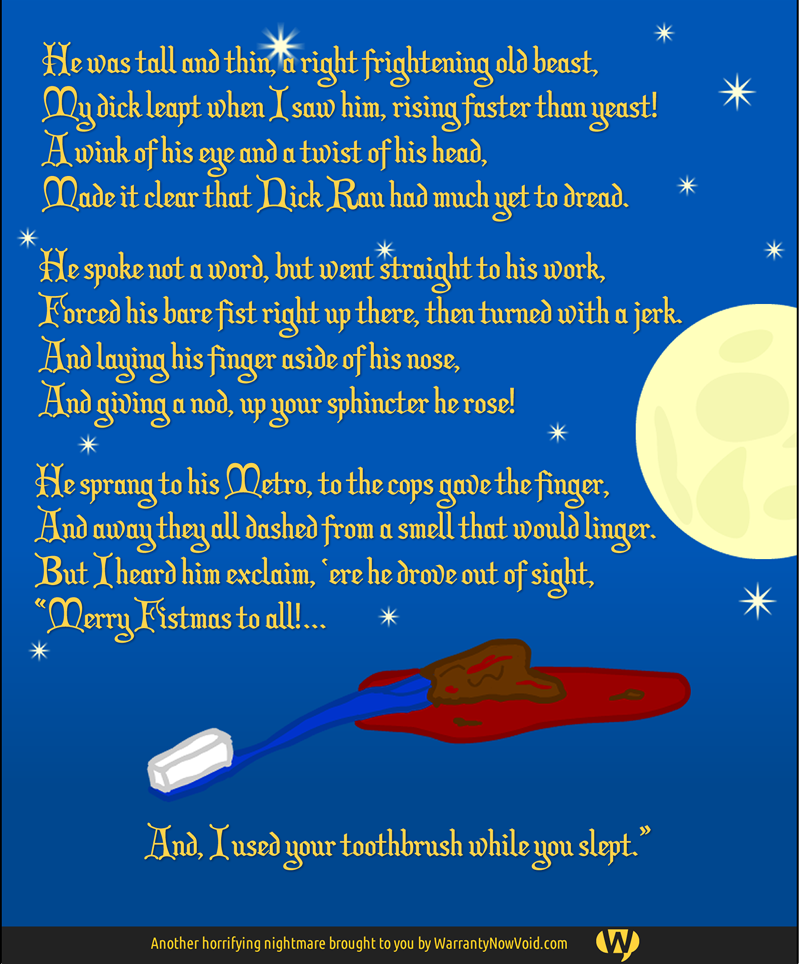 He was tall and thin, a right frightening old beast,
My dick leapt when I saw him, rising faster than yeast!
A wink of his eye and a twist of his head,
Made it clear that Dick Rau had much yet to dread.
He spoke not a word, but went straight to his work,
Forced his bare fist right up there, then turned with a jerk.
And laying his finger aside of his nose,
And giving a nod, up your sphincter he rose!
He sprang to his Metro, to the cops gave the finger,
And away they all dashed from a smell that would linger.
But I heard him exclaim, ‘ere he drove out of sight,
“Merry Fistmas to all!...
And, I used your toothbrush while you slept.”
Another horrifying nightmare brought to you by WarrantyNowVoid.com
W